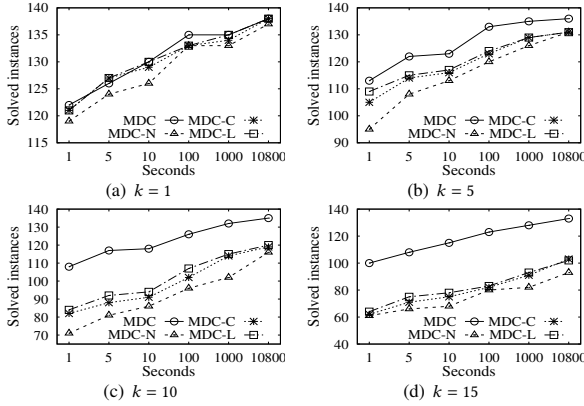 Solved instances
140
135
130
125
120
115
MDC MDC-C
MDC-N MDC-L
1 5 10 100 1000 10800
Seconds
(a) k = 1
Solved instances
140
130
120
110
100
90
MDC MDC-C
MDC-N MDC-L
1 5 10 100 1000 10800
Seconds
(b) k = 5
Solved instances
140
130
120
110
100
90
80
70
MDC MDC-C
MDC-N MDC-L
1 5 10 100 1000 10800
Seconds
(c) k = 10
Solved instances
140
120
100
80
60
40
MDC MDC-C
MDC-N MDC-L
1 5 10 100 1000 10800
Seconds
(d) k = 15